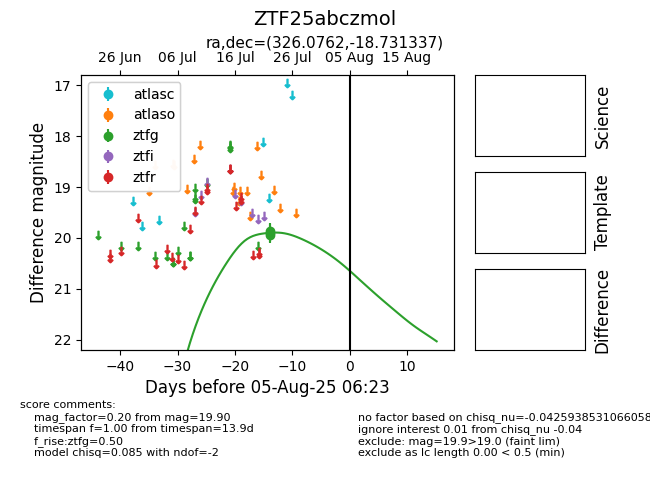 ZTF25abczmol
ra,dec=(326.0762,-18.731337)
26 Jun 06 Jul 16 Jul 26 Jul 05 Aug 15 Aug
17
18
19
20
21
22
Difference magnitude
atlasc
atlaso
ztfg
ztfi
ztfr
−40 −30 −20 −10 0 10
Days before 05-Aug-25 06:23
Science
Template
Difference
score comments:
mag_factor=0.20 from mag=19.90
timespan f=1.00 from timespan=13.9d
f_rise:ztfg=0.50
model chisq=0.085 with ndof=-2
no factor based on chisq_nu=-0.0425938531066058
ignore interest 0.01 from chisq_nu -0.04
exclude: mag=19.9>19.0 (faint lim)
exclude as lc length 0.00 < 0.5 (min)